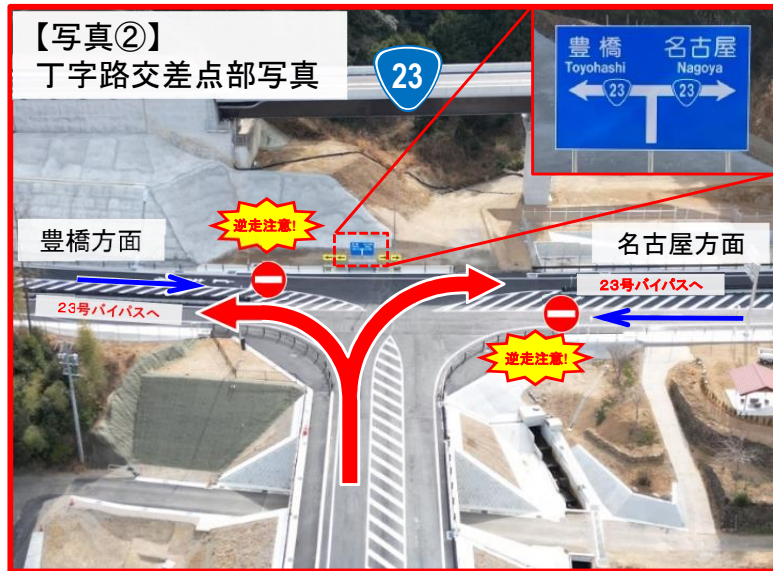 【写真②】
丁字路交差点部写真
23
豊橋 名古屋
Toyohashi Nagoya
23 23
逆走注意!
豊橋方面
名古屋方面
23号バイパスへ
23号バイパスへ
逆走注意!